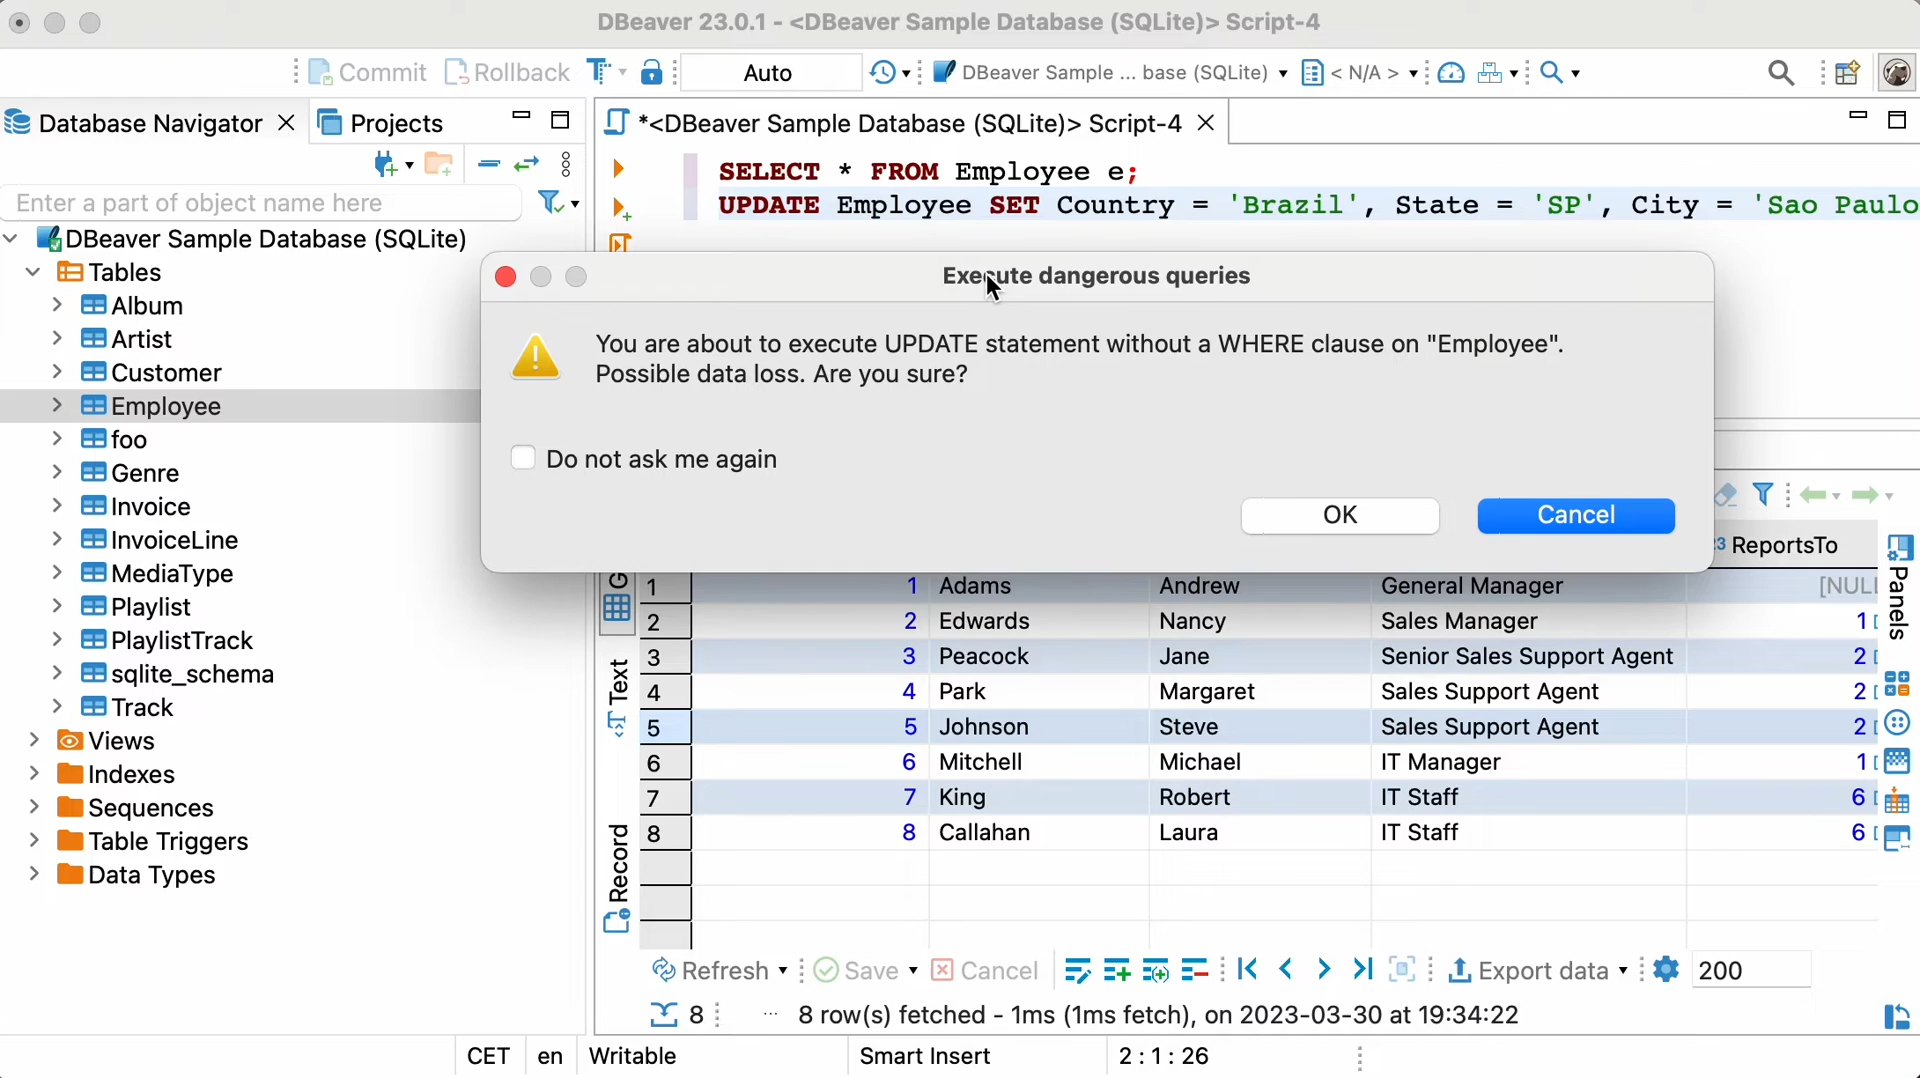 DBeaver 23.0.1 - <DBeaver Sample Database (SQLite)> Script-4
Commit Rollback Auto DBeaver Sample ... base (SQLite) < N/A >
Database Navigator Projects
*<DBeaver Sample Database (SQLite)> Script-4
Enter a part of object name here
SELECT * FROM Employee e;
UPDATE Employee SET Country = 'Brazil', State = 'SP', City = 'Sao Paulo
DBeaver Sample Database (SQLite)
Tables
Album
Artist
Customer
Employee
foo
Genre
Invoice
InvoiceLine
MediaType
Playlist
PlaylistTrack
sqlite_schema
Track
Views
Indexes
Sequences
Table Triggers
Data Types
Execute dangerous queries
You are about to execute UPDATE statement without a WHERE clause on "Employee".
Possible data loss. Are you sure?
Do not ask me again
OK Cancel
ReportsTo
1 1 Adams Andrew General Manager [NULL
2 2 Edwards Nancy Sales Manager 1
3 3 Peacock Jane Senior Sales Support Agent 2
4 4 Park Margaret Sales Support Agent 2
5 5 Johnson Steve Sales Support Agent 2
6 6 Mitchell Michael IT Manager 1
7 7 King Robert IT Staff 6
8 8 Callahan Laura IT Staff 6
Text
Record
Panels
Refresh Save Cancel Export data 200
8 ... 8 row(s) fetched - 1ms (1ms fetch), on 2023-03-30 at 19:34:22
CET en Writable Smart Insert 2 : 1 : 26